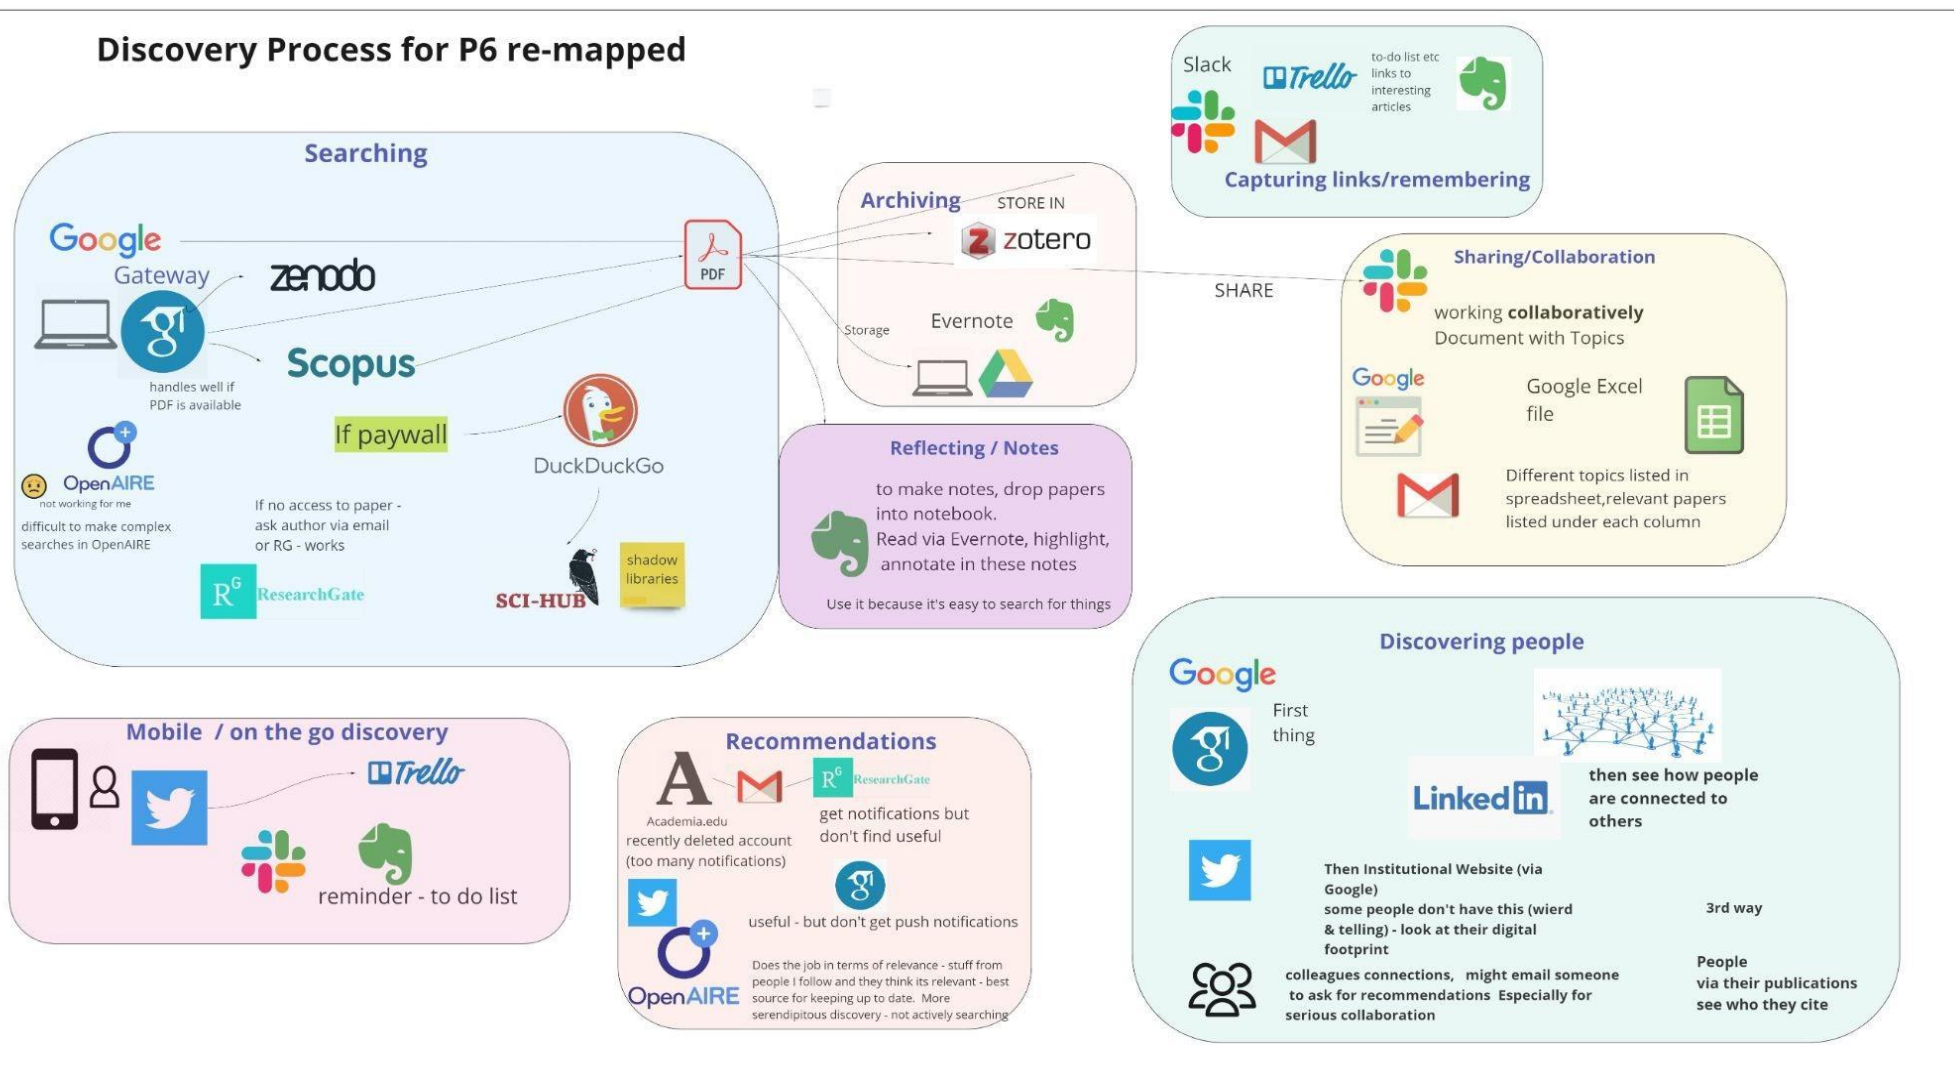 Discovery Process for P6 re-mapped
Searching
Google
Gateway
zenodo
PDF
Scopus
handles well if
PDF is available
If paywall
DuckDuckGo
OpenAIRE
not working for me
difficult to make complex
searches in OpenAIRE
If no access to paper -
ask author via email
or RG - works
RG
ResearchGate
SCI-HUB
shadow
libraries
Archiving
STORE IN
zotero
Storage
Evernote
Slack
Trello
to-do list etc
links to
interesting
articles
Capturing links/remembering
SHARE
Sharing/Collaboration
working collaboratively
Document with Topics
Google
Google Excel
file
Different topics listed in
spreadsheet,relevant papers
listed under each column
Reflecting / Notes
to make notes, drop papers
into notebook.
Read via Evernote, highlight,
annotate in these notes
Use it because it's easy to search for things
Mobile / on the go discovery
Trello
reminder - to do list
Recommendations
A
Academia.edu
recently deleted account
(too many notifications)
RG
ResearchGate
get notifications but
don't find useful
useful - but don't get push notifications
OpenAIRE
Does the job in terms of relevance - stuff from
people I follow and they think its relevant - best
source for keeping up to date. More
serendipitous discovery - not actively searching
Discovering people
Google
First
thing
Linked in
then see how people
are connected to
others
Then Institutional Website (via
Google)
some people don't have this (wierd
& telling) - look at their digital
footprint
3rd way
colleagues connections, might email someone
to ask for recommendations Especially for
serious collaboration
People
via their publications
see who they cite